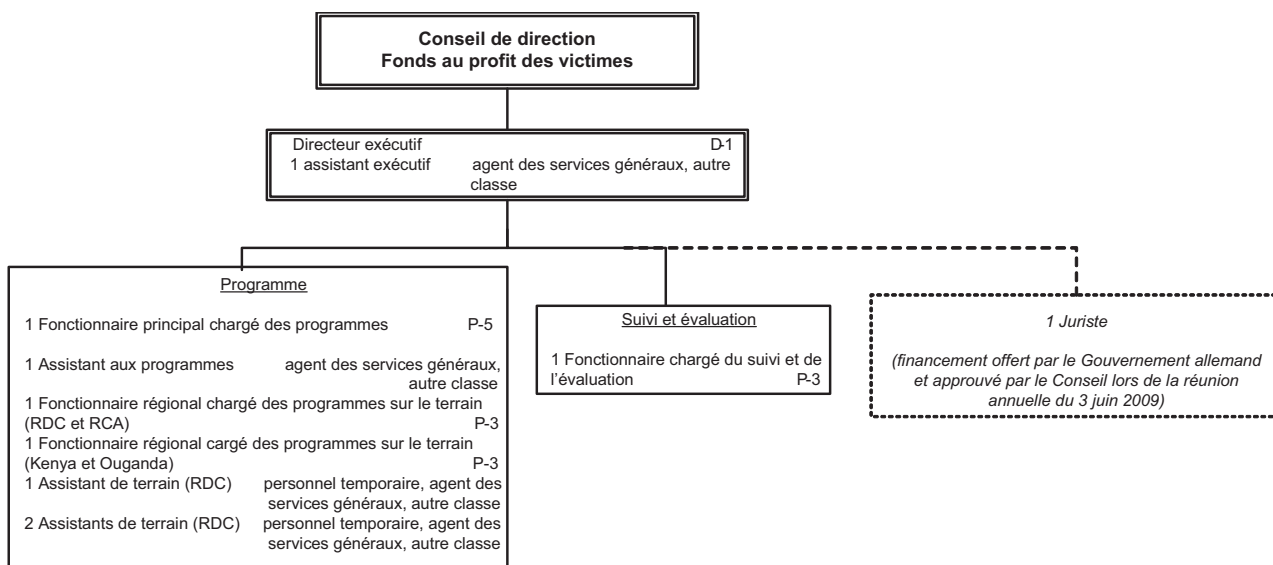 Conseil de direction
Fonds au profit des victimes
Directeur exécutif D-1
1 assistant exécutif agent des services généraux, autre
classe
Programme
1 Fonctionnaire principal chargé des programmes P-5
1 Assistant aux programmes agent des services généraux,
autre classe
1 Fonctionnaire régional chargé des programmes sur le terrain
(RDC et RCA) P-3
1 Fonctionnaire régional cargé des programmes sur le terrain
(Kenya et Ouganda) P-3
1 Assistant de terrain (RDC) personnel temporaire, agent des
services généraux, autre classe
2 Assistants de terrain (RDC) personnel temporaire, agent des
services généraux, autre classe
Suivi et évaluation
1 Fonctionnaire chargé du suivi et de
l'évaluation P-3
1 Juriste
(financement offert par le Gouvernement allemand
et approuvé par le Conseil lors de la réunion
annuelle du 3 juin 2009)